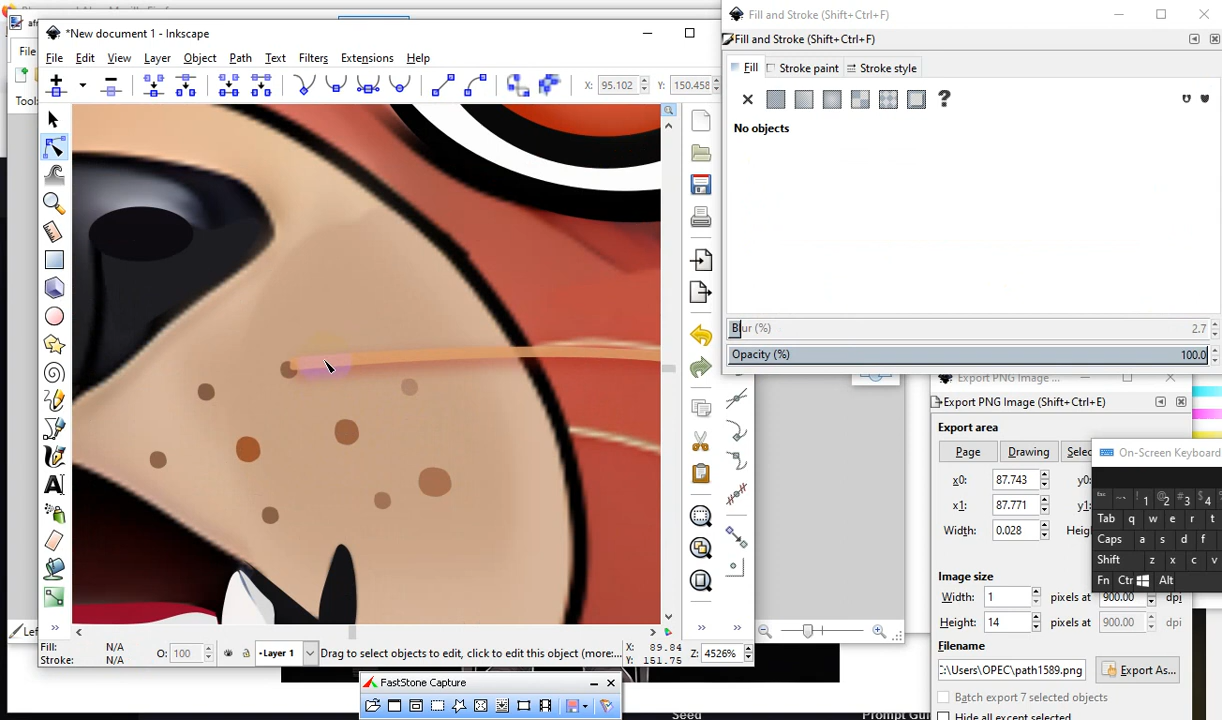 Fill and Stroke (Shift+Ctrl+F)
*New document 1 - Inkscape
File
Tools
File Edit View Layer Object Path Text Filters Extensions Help
X: 95.102 Y: 150.458
Fill and Stroke (Shift+Ctrl+F)
Fill Stroke paint Stroke style
?
No objects
Blur (%) 2.7
Opacity (%) 100.0
Export PNG Image (Shift+Ctrl+E)
Export area
Page Drawing
x0: 87.743
x1: 87.771
Width: 0.028
Image size
Width: 1 pixels at 900.00 dpi
Height: 14 pixels at 900.00 dpi
Filename
:\Users\OPEC\path1589.png Export As...
Batch export 7 selected objects
Hide all except selected
On-Screen Keyboard
Tab q w e r t
Caps a s d f
Shift z x c v
Fn Alt
Fill: N/A
Stroke: N/A
O: 100
Layer 1
Drag to select objects to edit, click to edit this object (more:...
X: 89.84
Y: 151.75
Z: 4526%
FastStone Capture
Seed